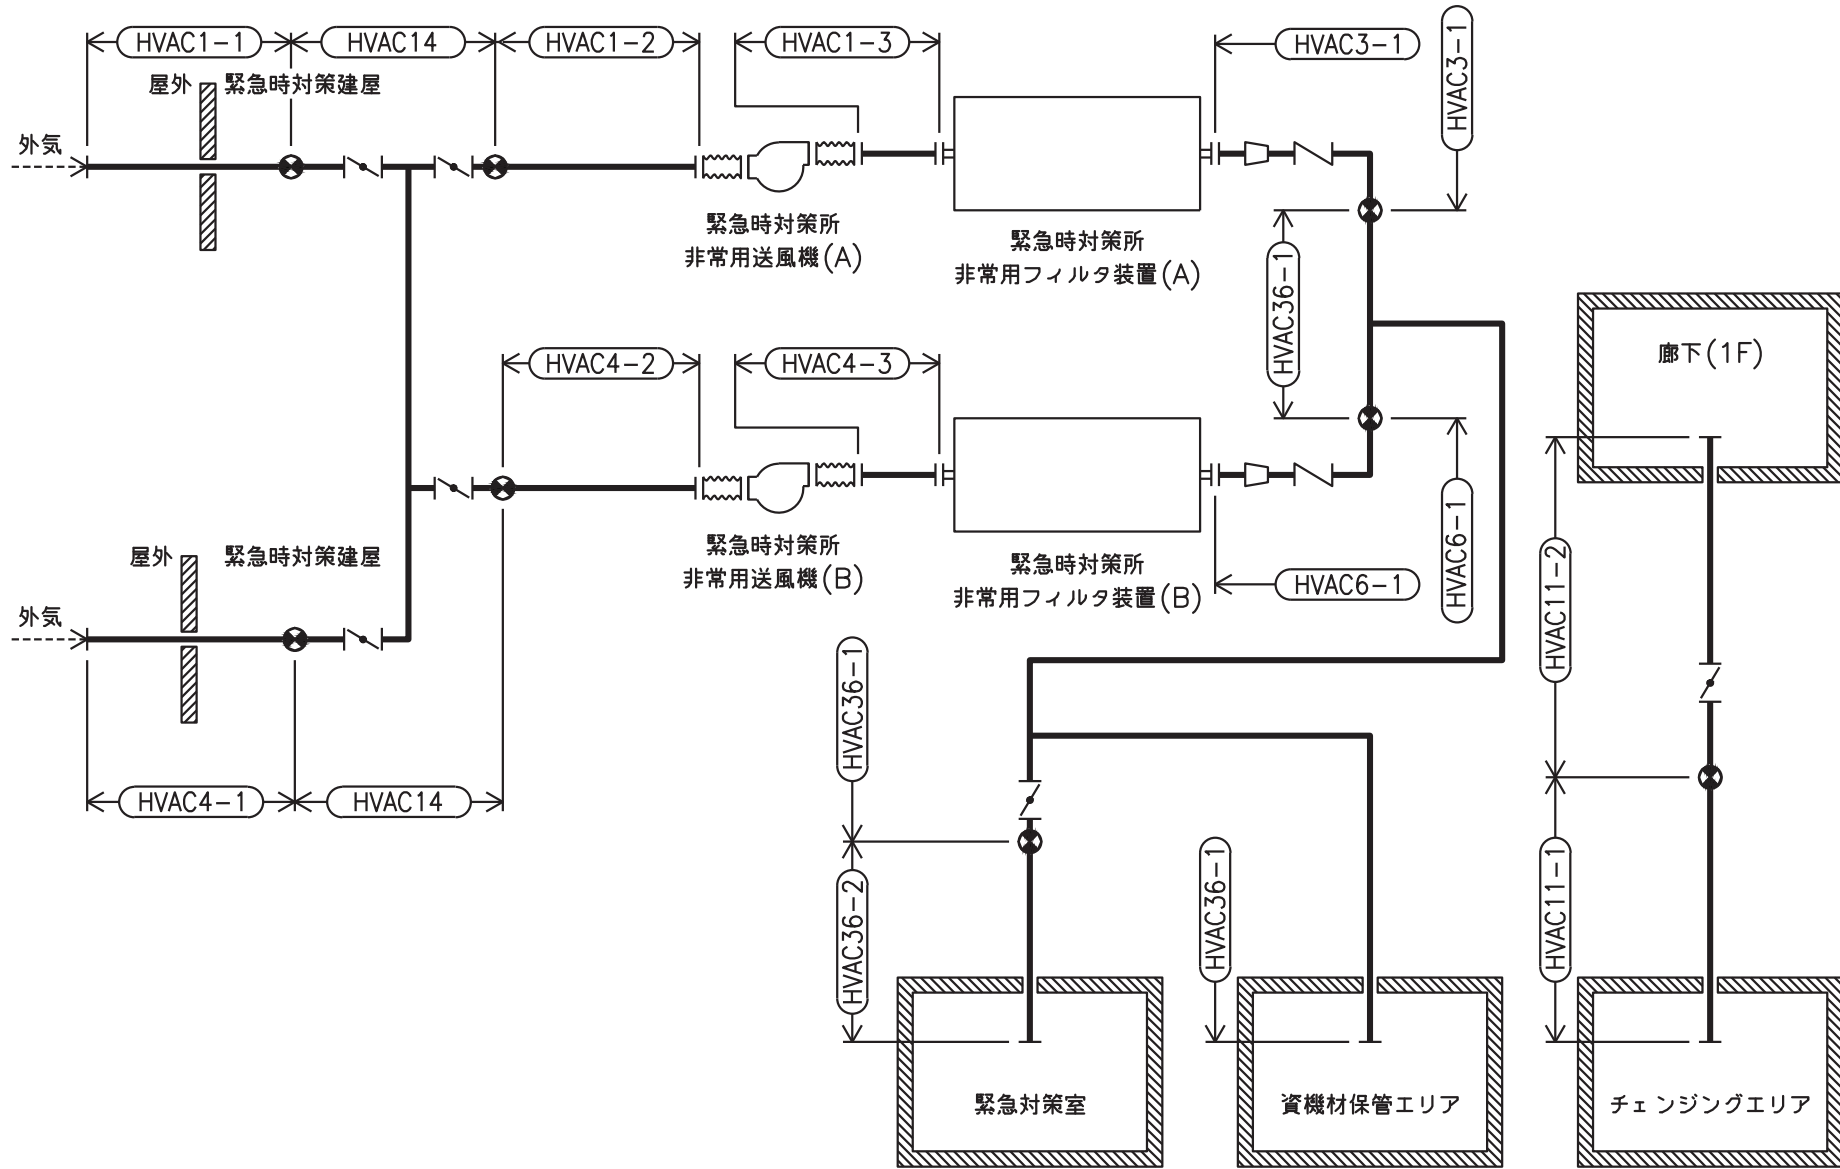 HVAC1-1
HVAC14
HVAC1-2
HVAC1-3
HVAC3-1
HVAC3-1
屋外
緊急時対策建屋
外気
緊急時対策所
非常用送風機(A)
緊急時対策所
非常用フィルタ装置(A)
HVAC36-1
廊下(1F)
HVAC4-2
HVAC4-3
屋外
緊急時対策建屋
外気
緊急時対策所
非常用送風機(B)
緊急時対策所
非常用フィルタ装置(B)
HVAC6-1
HVAC6-1
HVAC11-2
HVAC36-1
HVAC4-1
HVAC14
HVAC36-2
HVAC36-1
HVAC11-1
緊急対策室
資機材保管エリア
チェンジングエリア